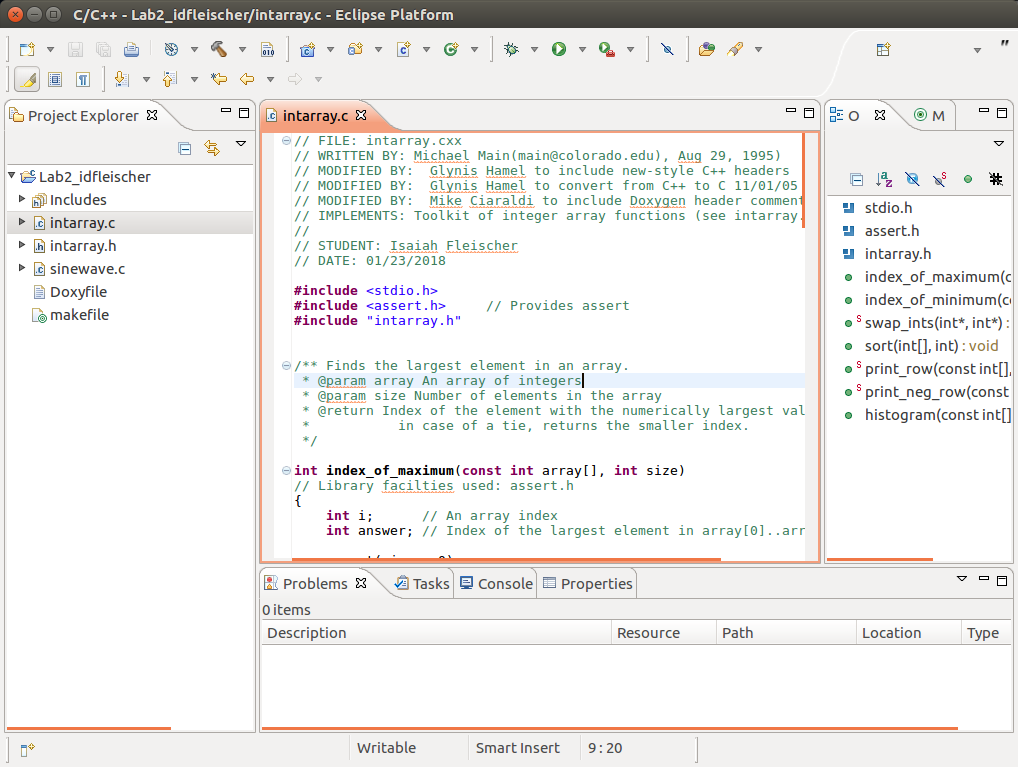 C/C++ - Lab2_idfleischer/intarray.c - Eclipse Platform
Project Explorer
Lab2_idfleischer
Includes
intarray.c
intarray.h
sinewave.c
Doxyfile
makefile
intarray.c
// FILE: intarray.cxx
// WRITTEN BY: Michael Main(main@colorado.edu), Aug 29, 1995)
// MODIFIED BY:  Glynis Hamel to include new-style C++ headers
// MODIFIED BY:  Glynis Hamel to convert from C++ to C 11/01/05
// MODIFIED BY:  Mike Ciaraldi to include Doxygen header comment
// IMPLEMENTS: Toolkit of integer array functions (see intarray.
//
// STUDENT: Isaiah Fleischer
// DATE: 01/23/2018
#include <stdio.h>
#include <assert.h>     // Provides assert
#include "intarray.h"
/** Finds the largest element in an array.
 * @param array An array of integers
 * @param size Number of elements in the array
 * @return Index of the element with the numerically largest val
 *           in case of a tie, returns the smaller index.
 */
int index_of_maximum(const int array[], int size)
// Library facilties used: assert.h
{
    int i;      // An array index
    int answer; // Index of the largest element in array[0]..arr
O
M
stdio.h
assert.h
intarray.h
index_of_maximum(c
index_of_minimum(c
swap_ints(int*, int*) :
sort(int[], int) : void
print_row(const int[],
print_neg_row(const
histogram(const int[]
Problems
Tasks
Console
Properties
0 items
Description Resource Path Location Type
Writable Smart Insert 9 : 20